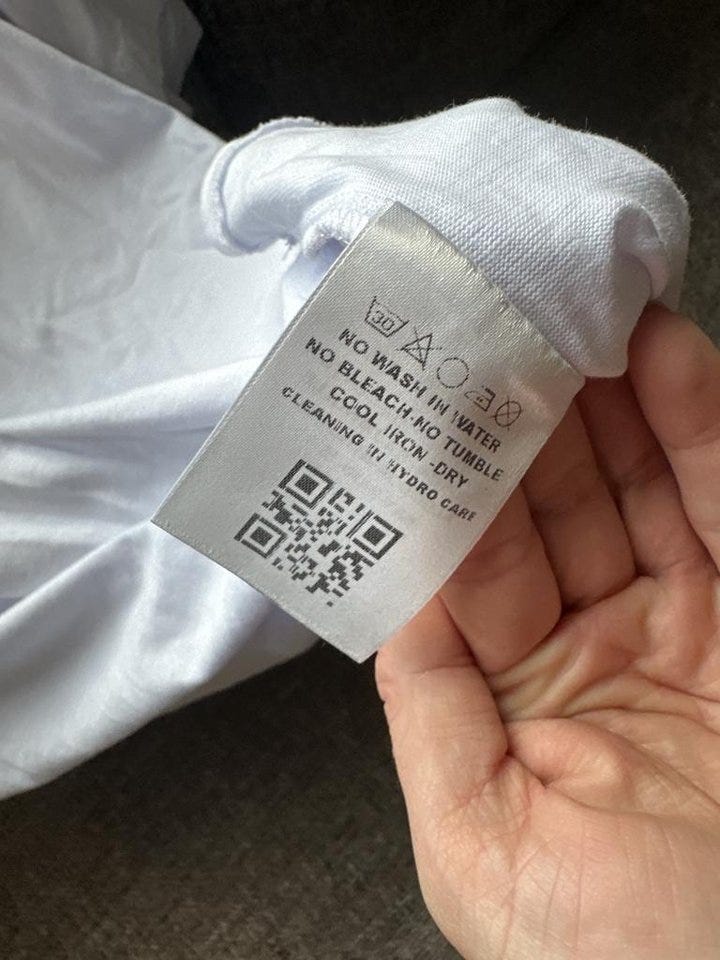 30
NO WASH IN WATER
NO BLEACH-NO TUMBLE
COOL IRON -DRY
CLEANING IN HYDRO CARE